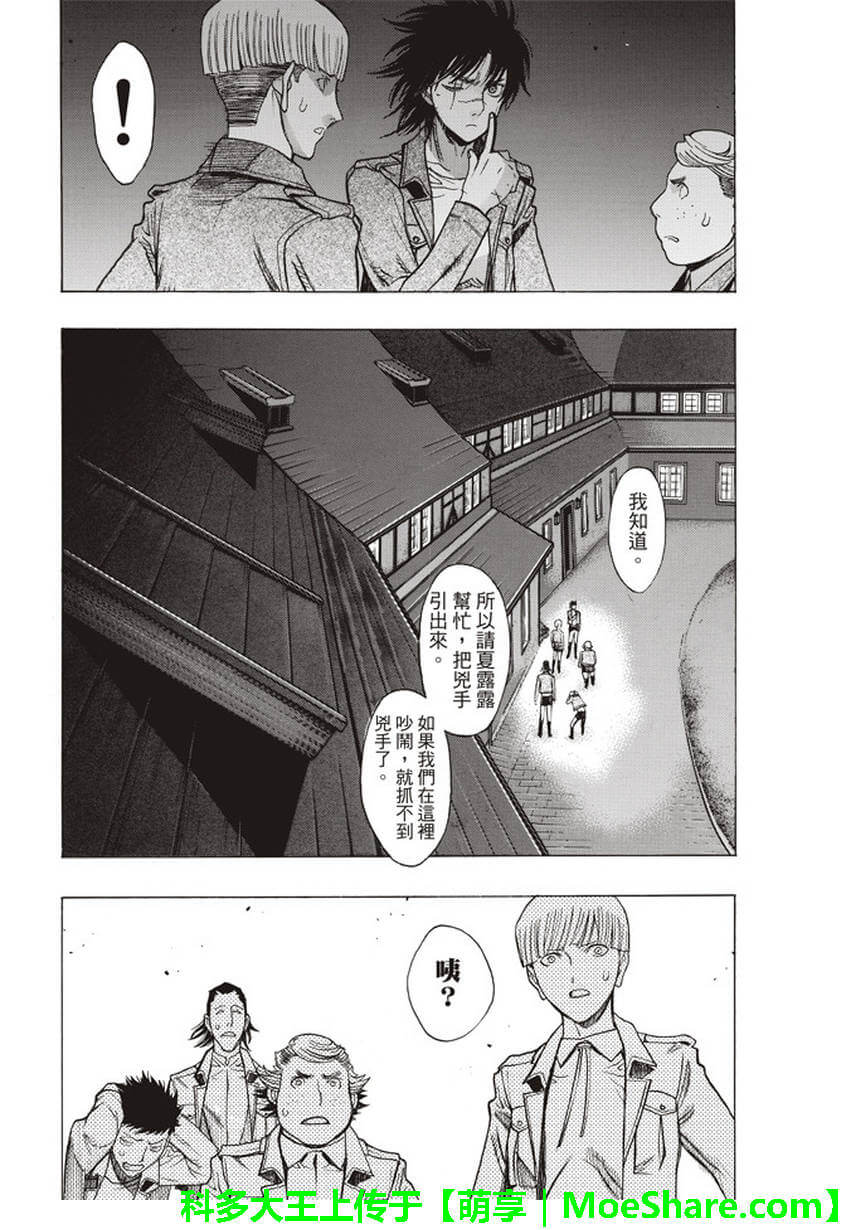 ！
我知道。
所以請夏露露
幫忙，把兇手
引出來。
如果我們在這裡
吵鬧，就抓不到
兇手了。
咦？
科多大王上传于【萌享｜MoeShare.com】